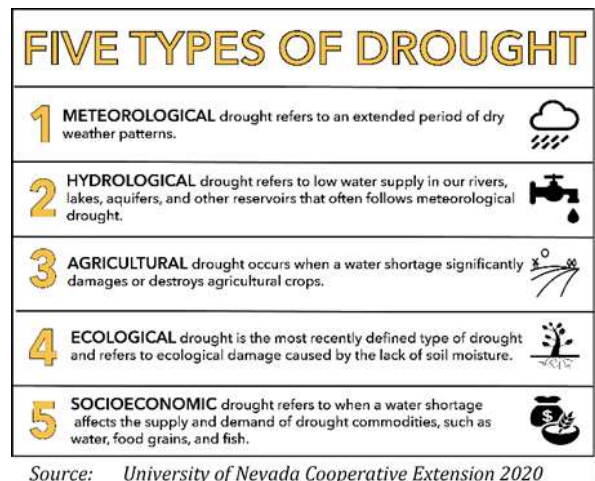 FIVE TYPES OF DROUGHT
1 METEOROLOGICAL drought refers to an extended period of dry
weather patterns.
2 HYDROLOGICAL drought refers to low water supply in our rivers,
lakes, aquifers, and other reservoirs that often follows meteorological
drought.
3 AGRICULTURAL drought occurs when a water shortage significantly
damages or destroys agricultural crops.
4 ECOLOGICAL drought is the most recently defined type of drought
and refers to ecological damage caused by the lack of soil moisture.
5 SOCIOECONOMIC drought refers to when a water shortage
affects the supply and demand of drought commodities, such as
water, food grains, and fish.
$
Source: University of Nevada Cooperative Extension 2020